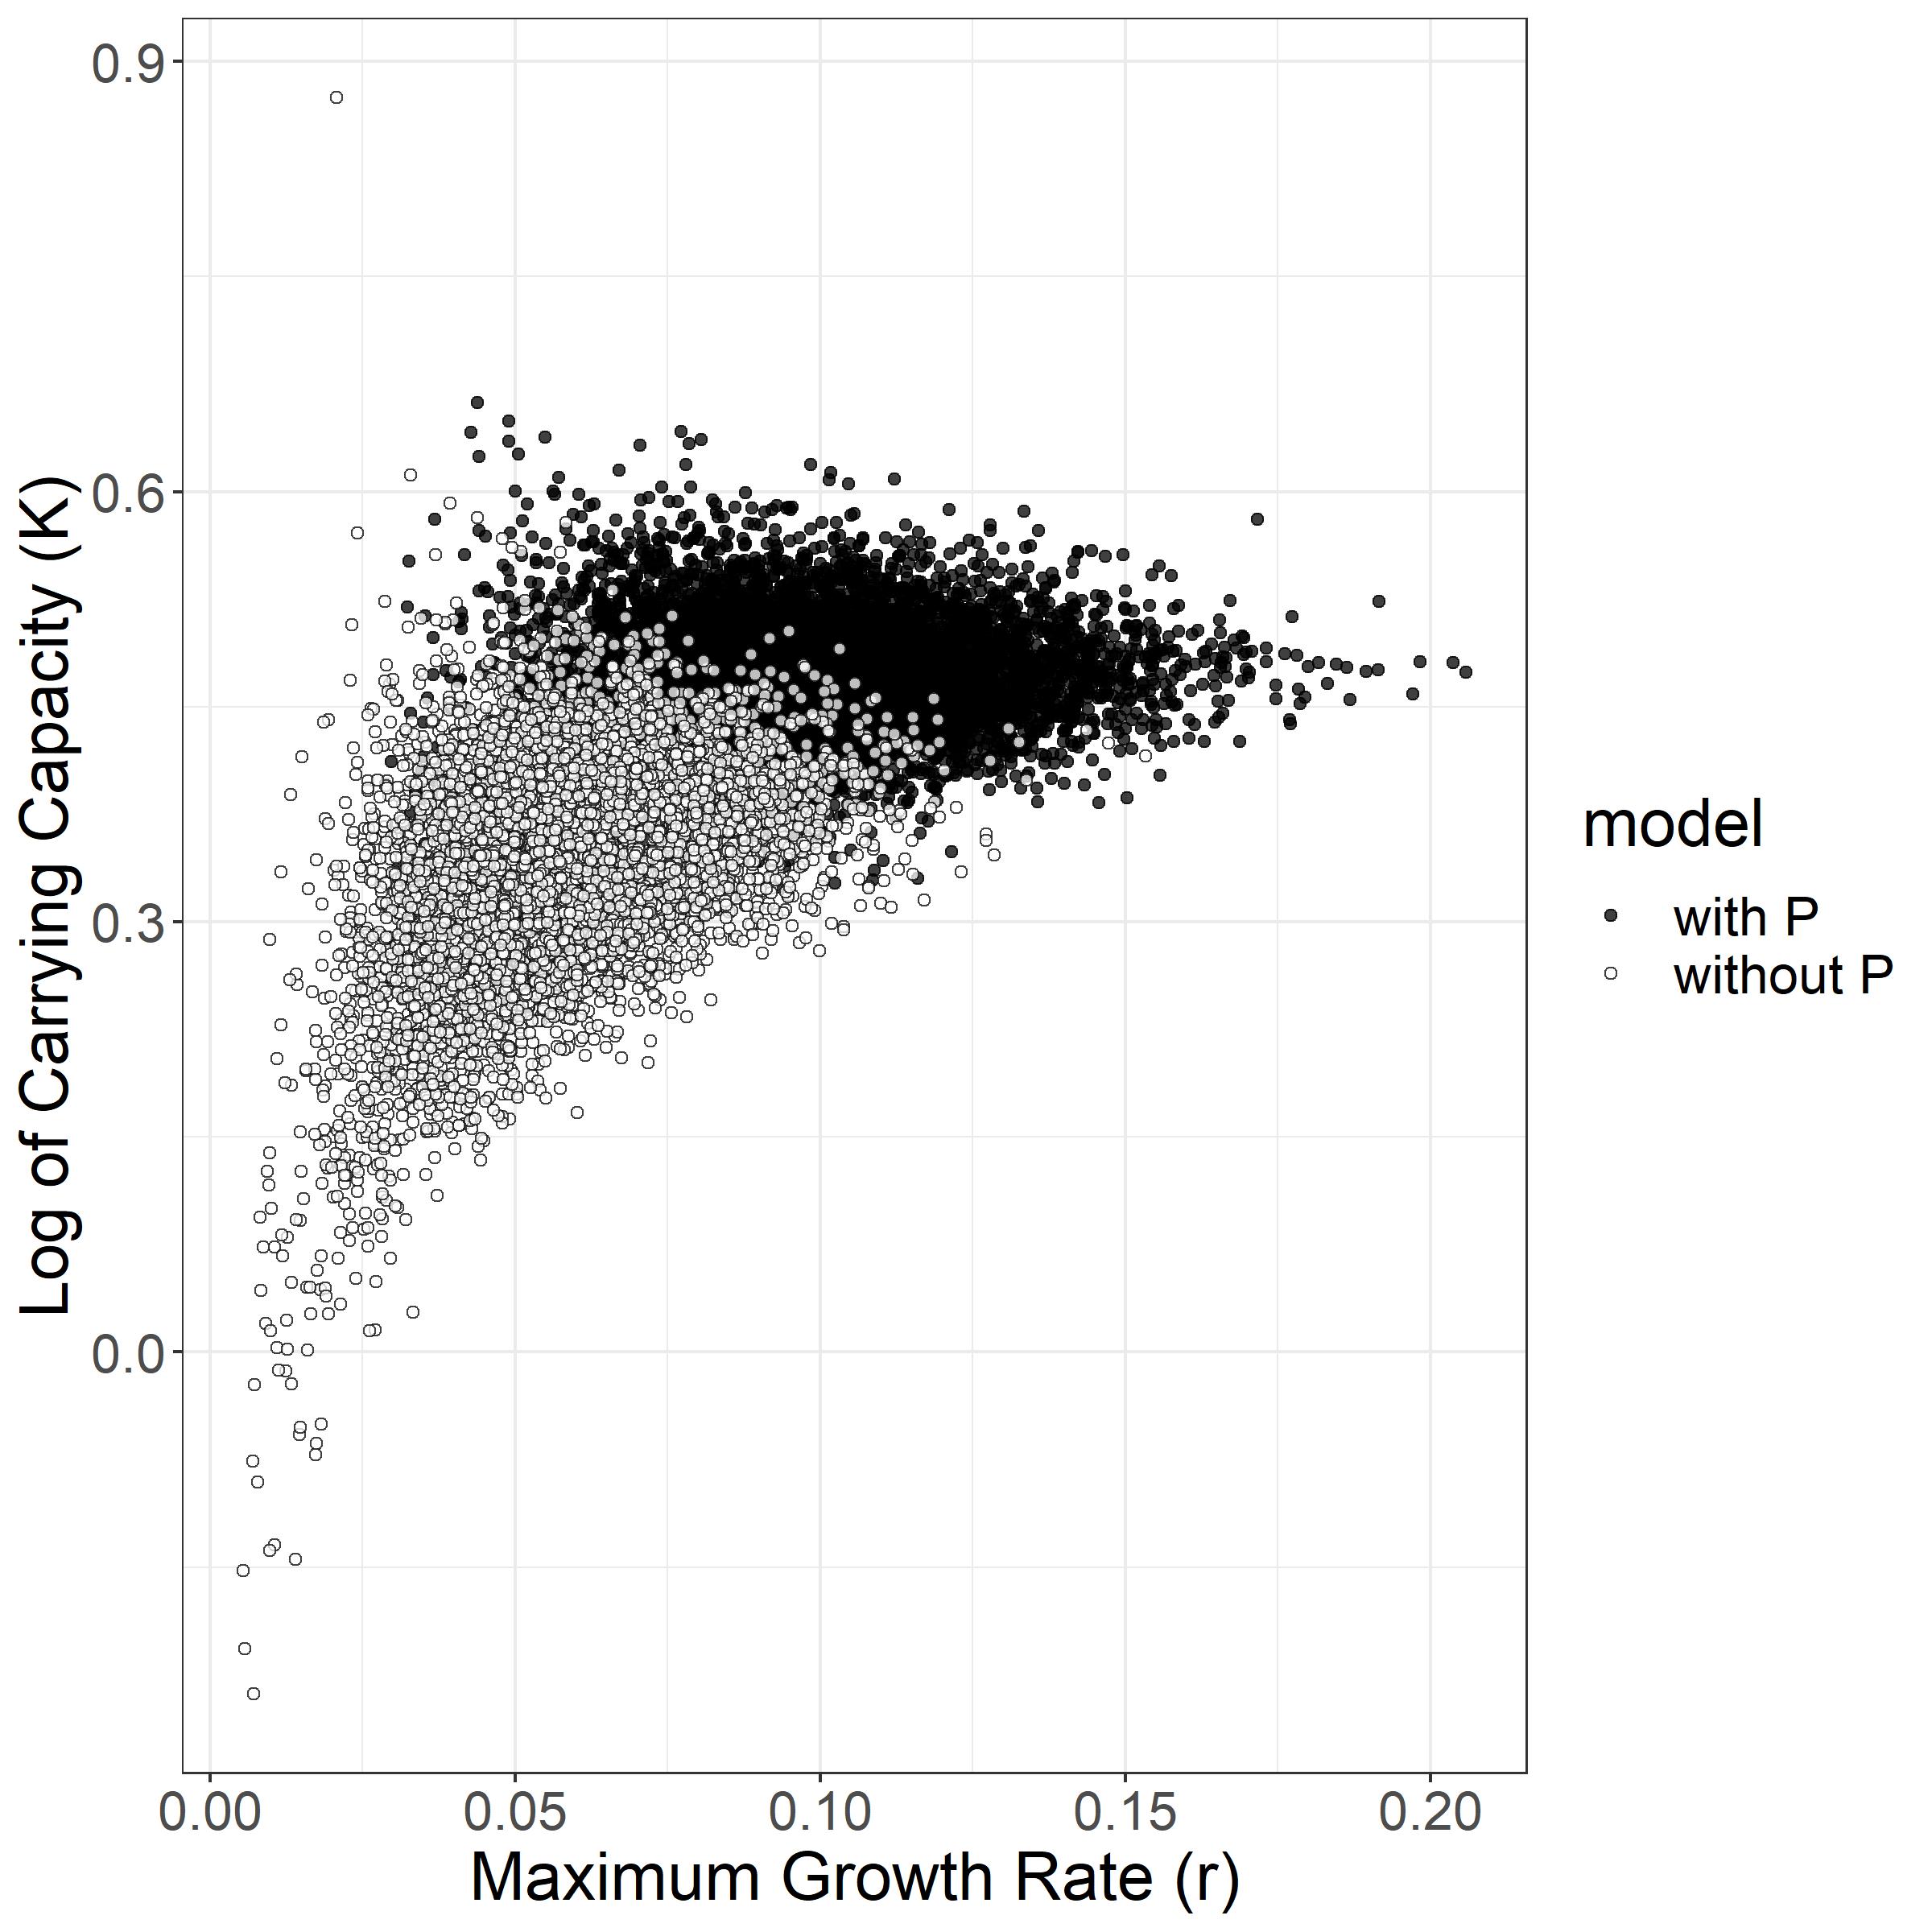 Log of Carrying Capacity (K)
0.9
0.6
0.3
0.0
0.00 0.05 0.10 0.15 0.20
Maximum Growth Rate (r)
model
with P
without P